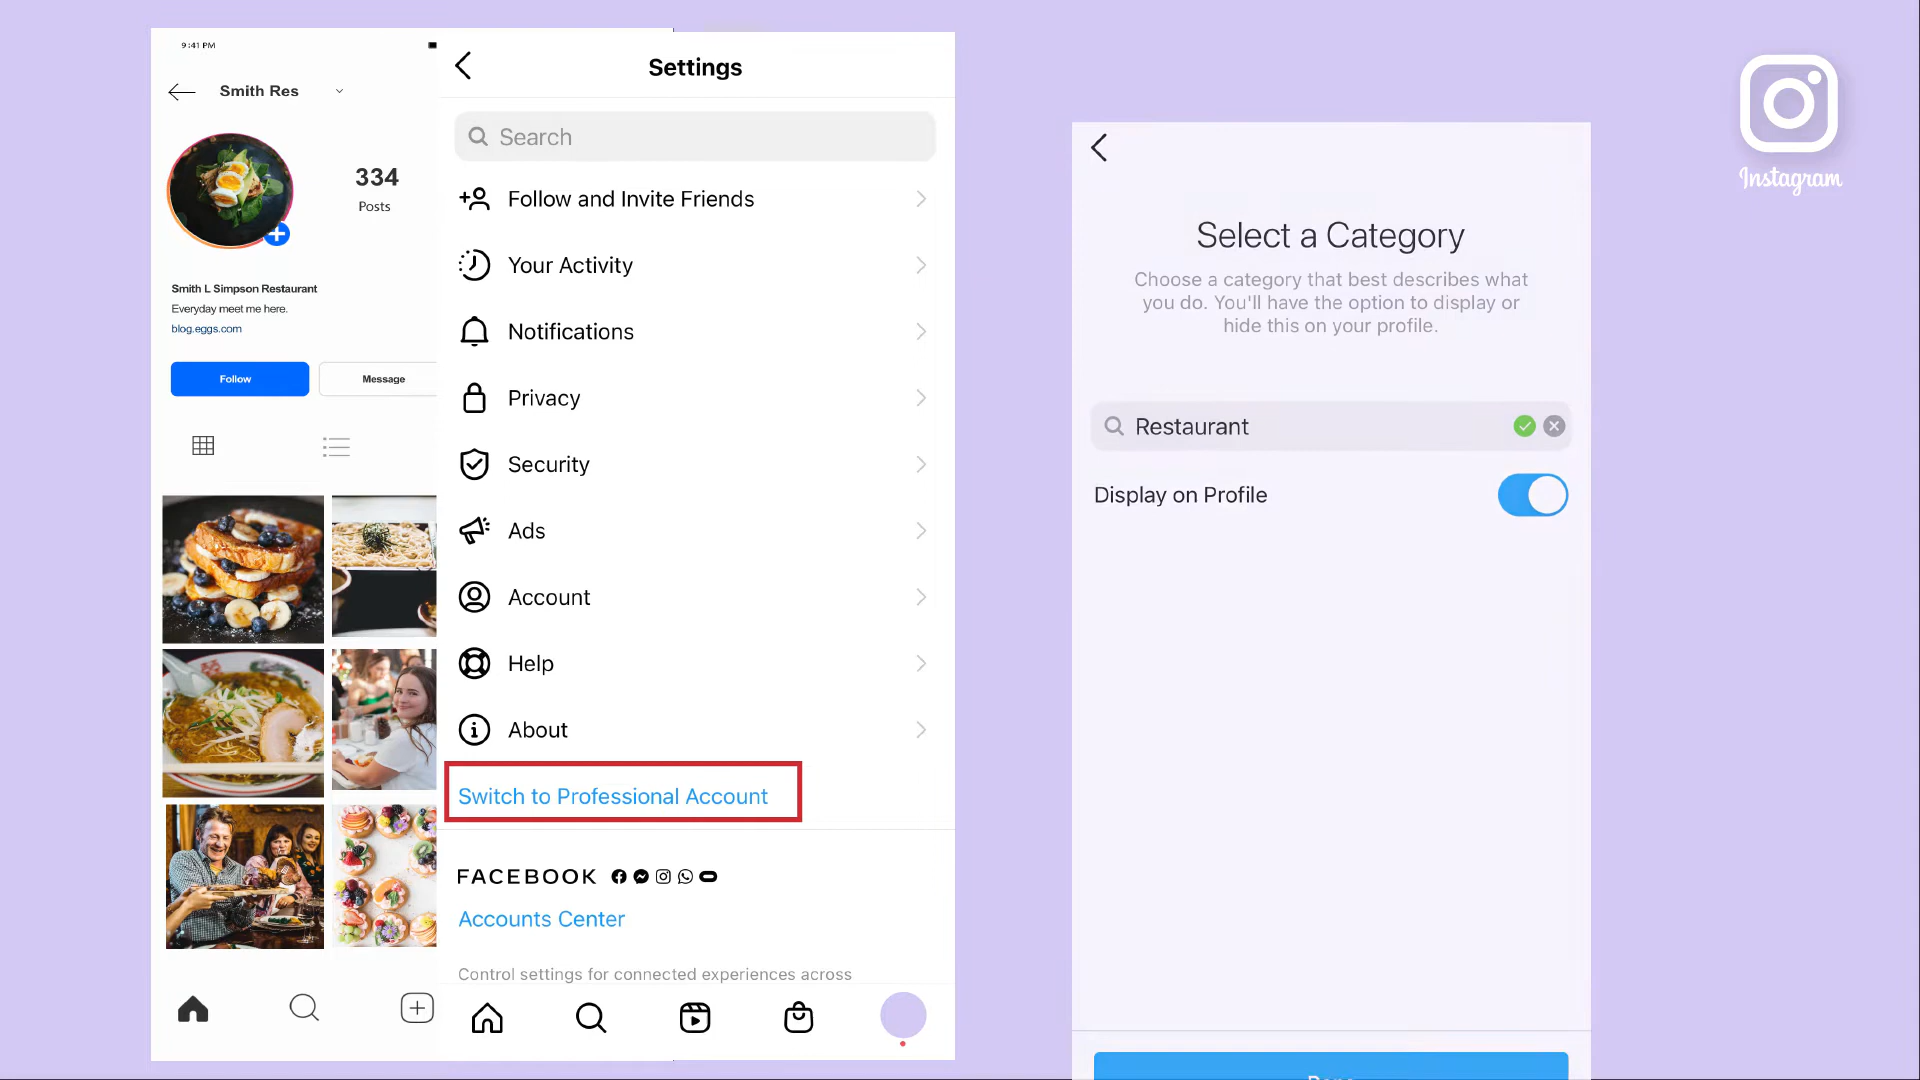 9:41 PM
Smith Res
334
Posts
Smith L Simpson Restaurant
Everyday meet me here.
blog.eggs.com
Follow
Message
Settings
Search
Follow and Invite Friends
Your Activity
Notifications
Privacy
Security
Ads
Account
Help
About
Switch to Professional Account
FACEBOOK
Accounts Center
Control settings for connected experiences across
Select a Category
Choose a category that best describes what
you do. You'll have the option to display or
hide this on your profile.
Restaurant
Display on Profile
Instagram